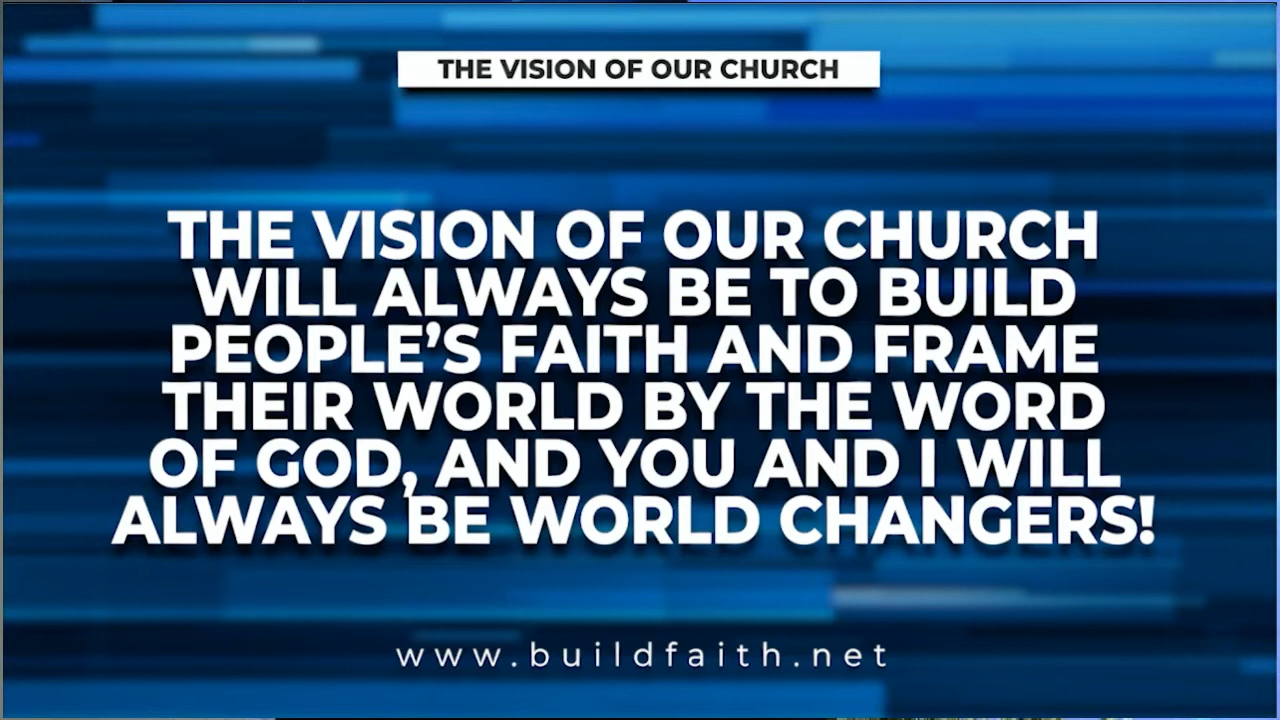 THE VISION OF OUR CHURCH
THE VISION OF OUR CHURCH
WILL ALWAYS BE TO BUILD
PEOPLE’S FAITH AND FRAME
THEIR WORLD BY THE WORD
OF GOD, AND YOU AND I WILL
ALWAYS BE WORLD CHANGERS!
www.buildfaith.net